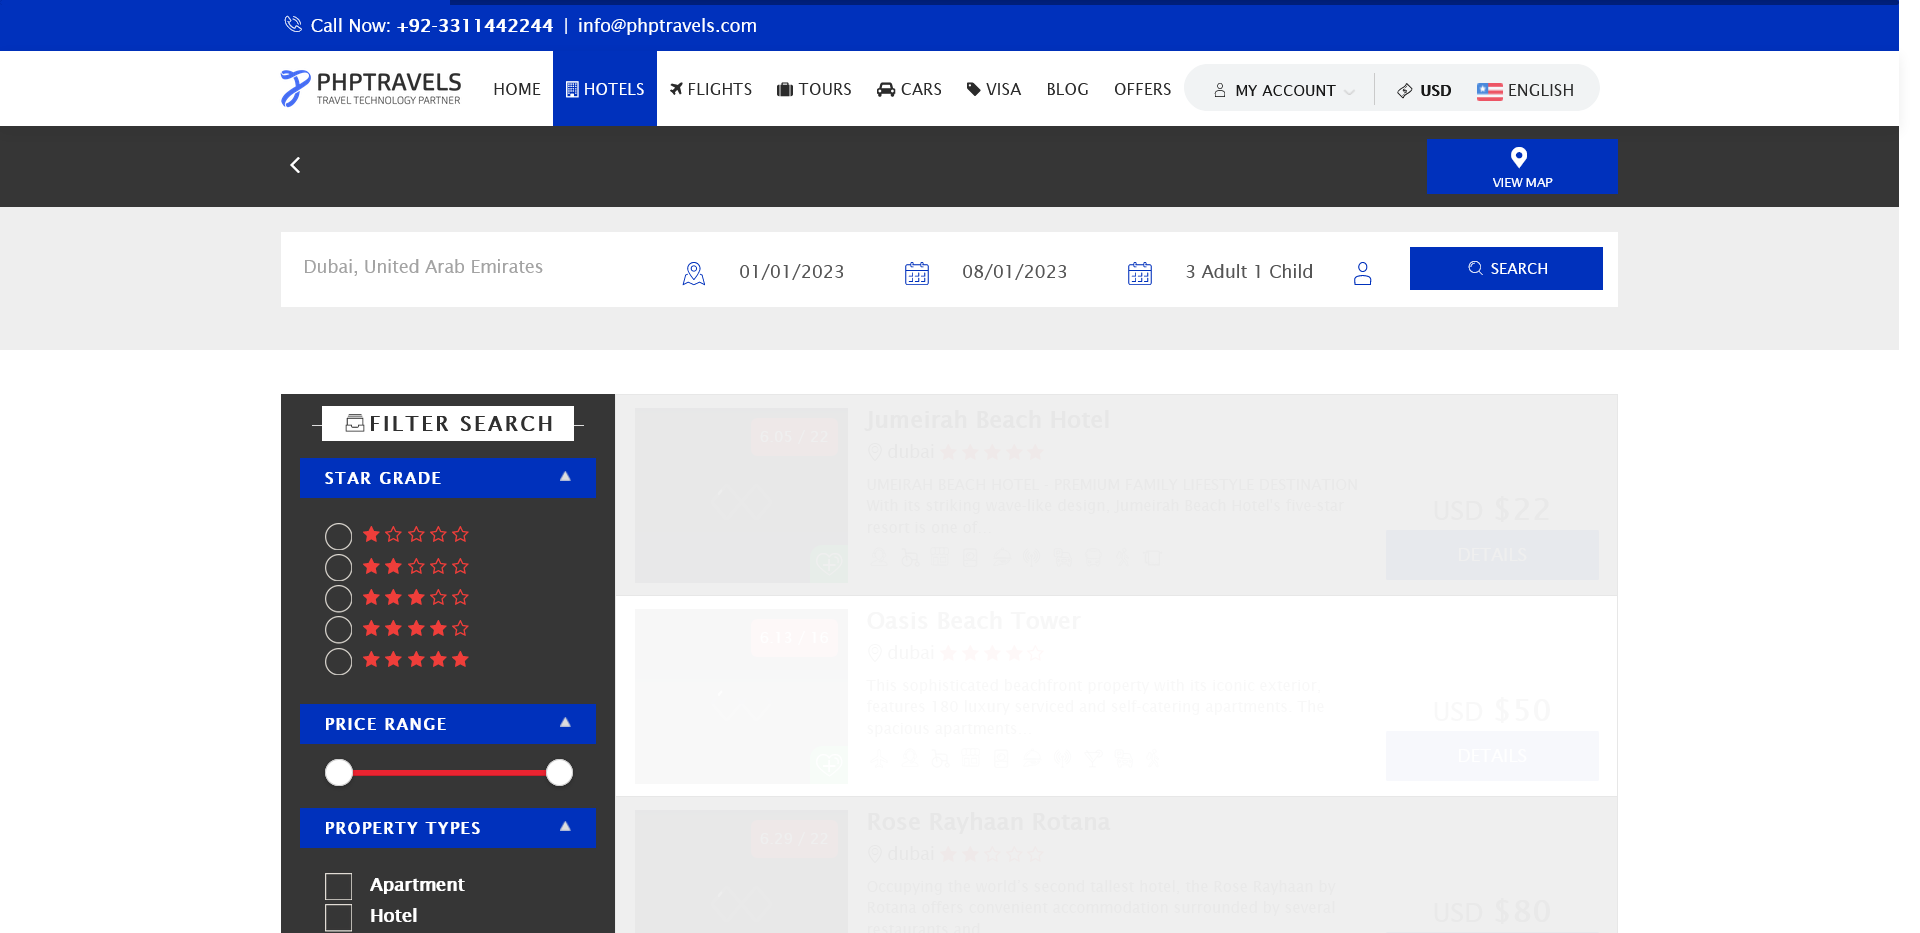 Call Now: +92-3311442244 | info@phptravels.com
PHPTRAVELS
TRAVEL TECHNOLOGY PARTNER
HOME HOTELS FLIGHTS TOURS CARS VISA BLOG OFFERS MY ACCOUNT USD ENGLISH
VIEW MAP
Dubai, United Arab Emirates 01/01/2023 08/01/2023 3 Adult 1 Child SEARCH
FILTER SEARCH
STAR GRADE
PRICE RANGE
PROPERTY TYPES
Apartment
Hotel
Jumeirah Beach Hotel
dubai
UMEIRAH BEACH HOTEL - PREMIUM FAMILY LIFESTYLE DESTINATION
With its striking wave-like design, Jumeirah Beach Hotel's five-star
resort is one of
USD $22
DETAILS
Oasis Beach Tower
dubai
This sophisticated beachfront property with its iconic exterior,
features 180 luxury serviced and self-catering apartments. The
spacious apartments
USD $50
DETAILS
Rose Rayhaan Rotana
dubai
Occupying the world's second tallest hotel, the Rose Rayhaan by
Rotana offers convenient accommodation surrounded by several
restaurants and
USD $80